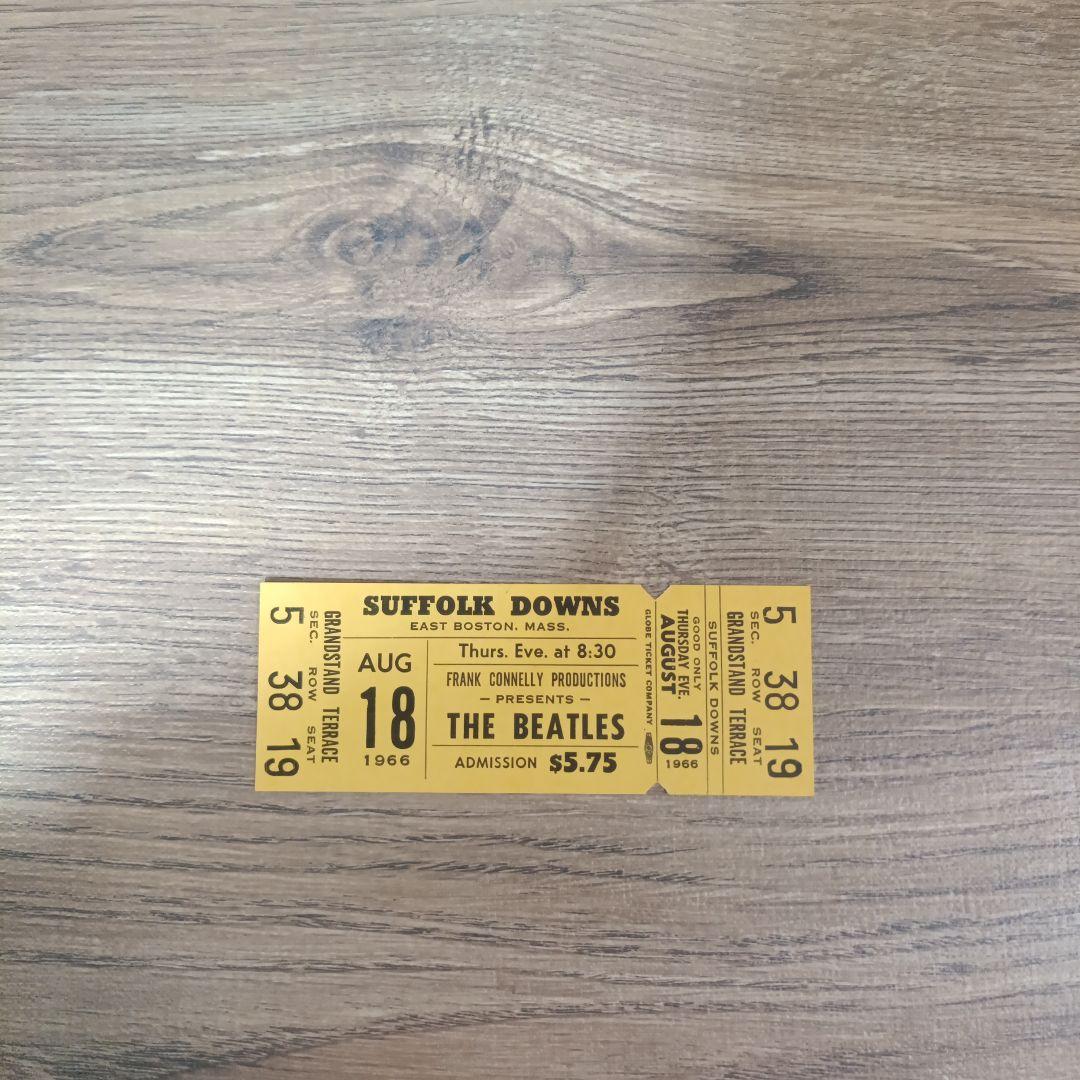 5 38 19
SEC. ROW SEAT
GRANDSTAND TERRACE
SUFFOLK DOWNS
EAST BOSTON, MASS.
AUG
18
1966
Thurs. Eve. at 8:30
FRANK CONNELLY PRODUCTIONS
— PRESENTS —
THE BEATLES
ADMISSION $5.75
GLOBE TICKET COMPANY
SUFFOLK DOWNS
GOOD ONLY
THURSDAY EVE.
AUGUST 18
1966
5 38 19
SEC. ROW SEAT
GRANDSTAND TERRACE